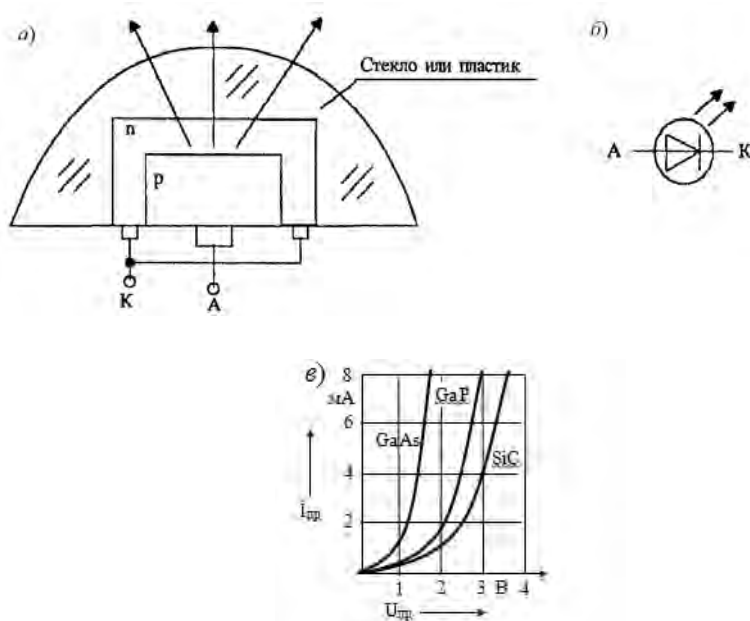 а)
Стекло или пластик
n
p
К
А
б)
А
К
в)
8
мА
6
4
2
GaP
GaAs
SiC
Iпр
1
2
3
В
4
Uпр